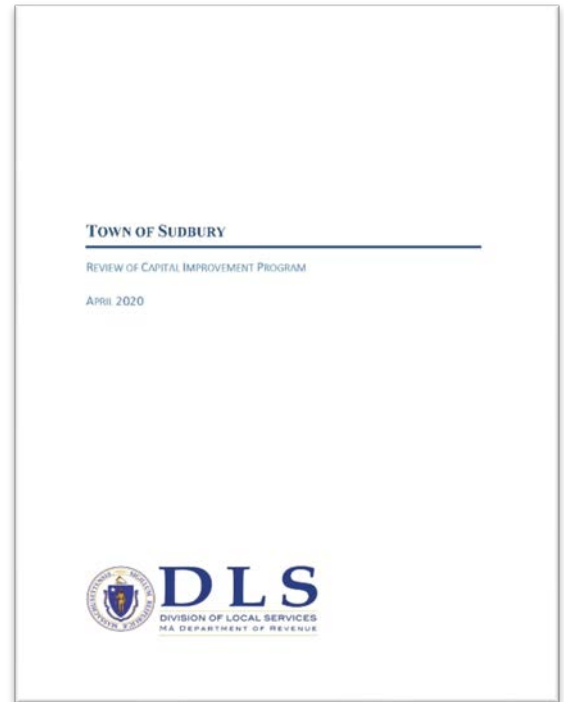 TOWN OF SUDBURY
REVIEW OF CAPITAL IMPROVEMENT PROGRAM
APRIL 2020
DLS
DIVISION OF LOCAL SERVICES
MA DEPARTMENT OF REVENUE